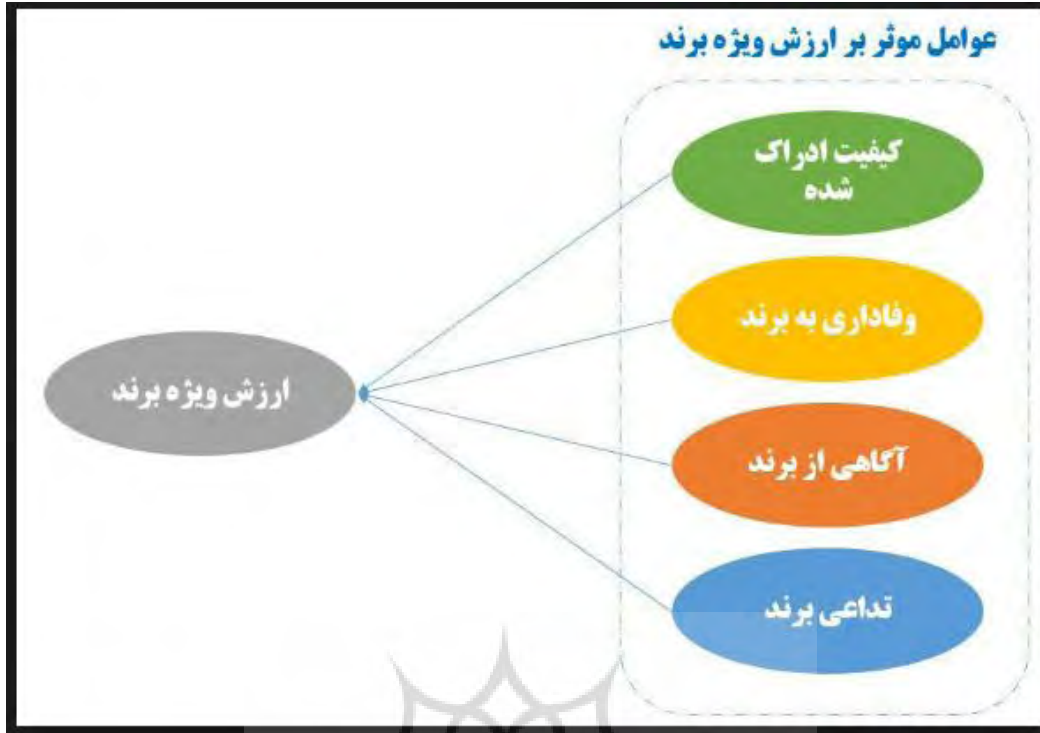 عوامل موثر بر ارزش ویژه برند
کیفیت ادراک
شده
وفاداری به برند
ارزش ویژه برند
آگاهی از برند
تداعی برند